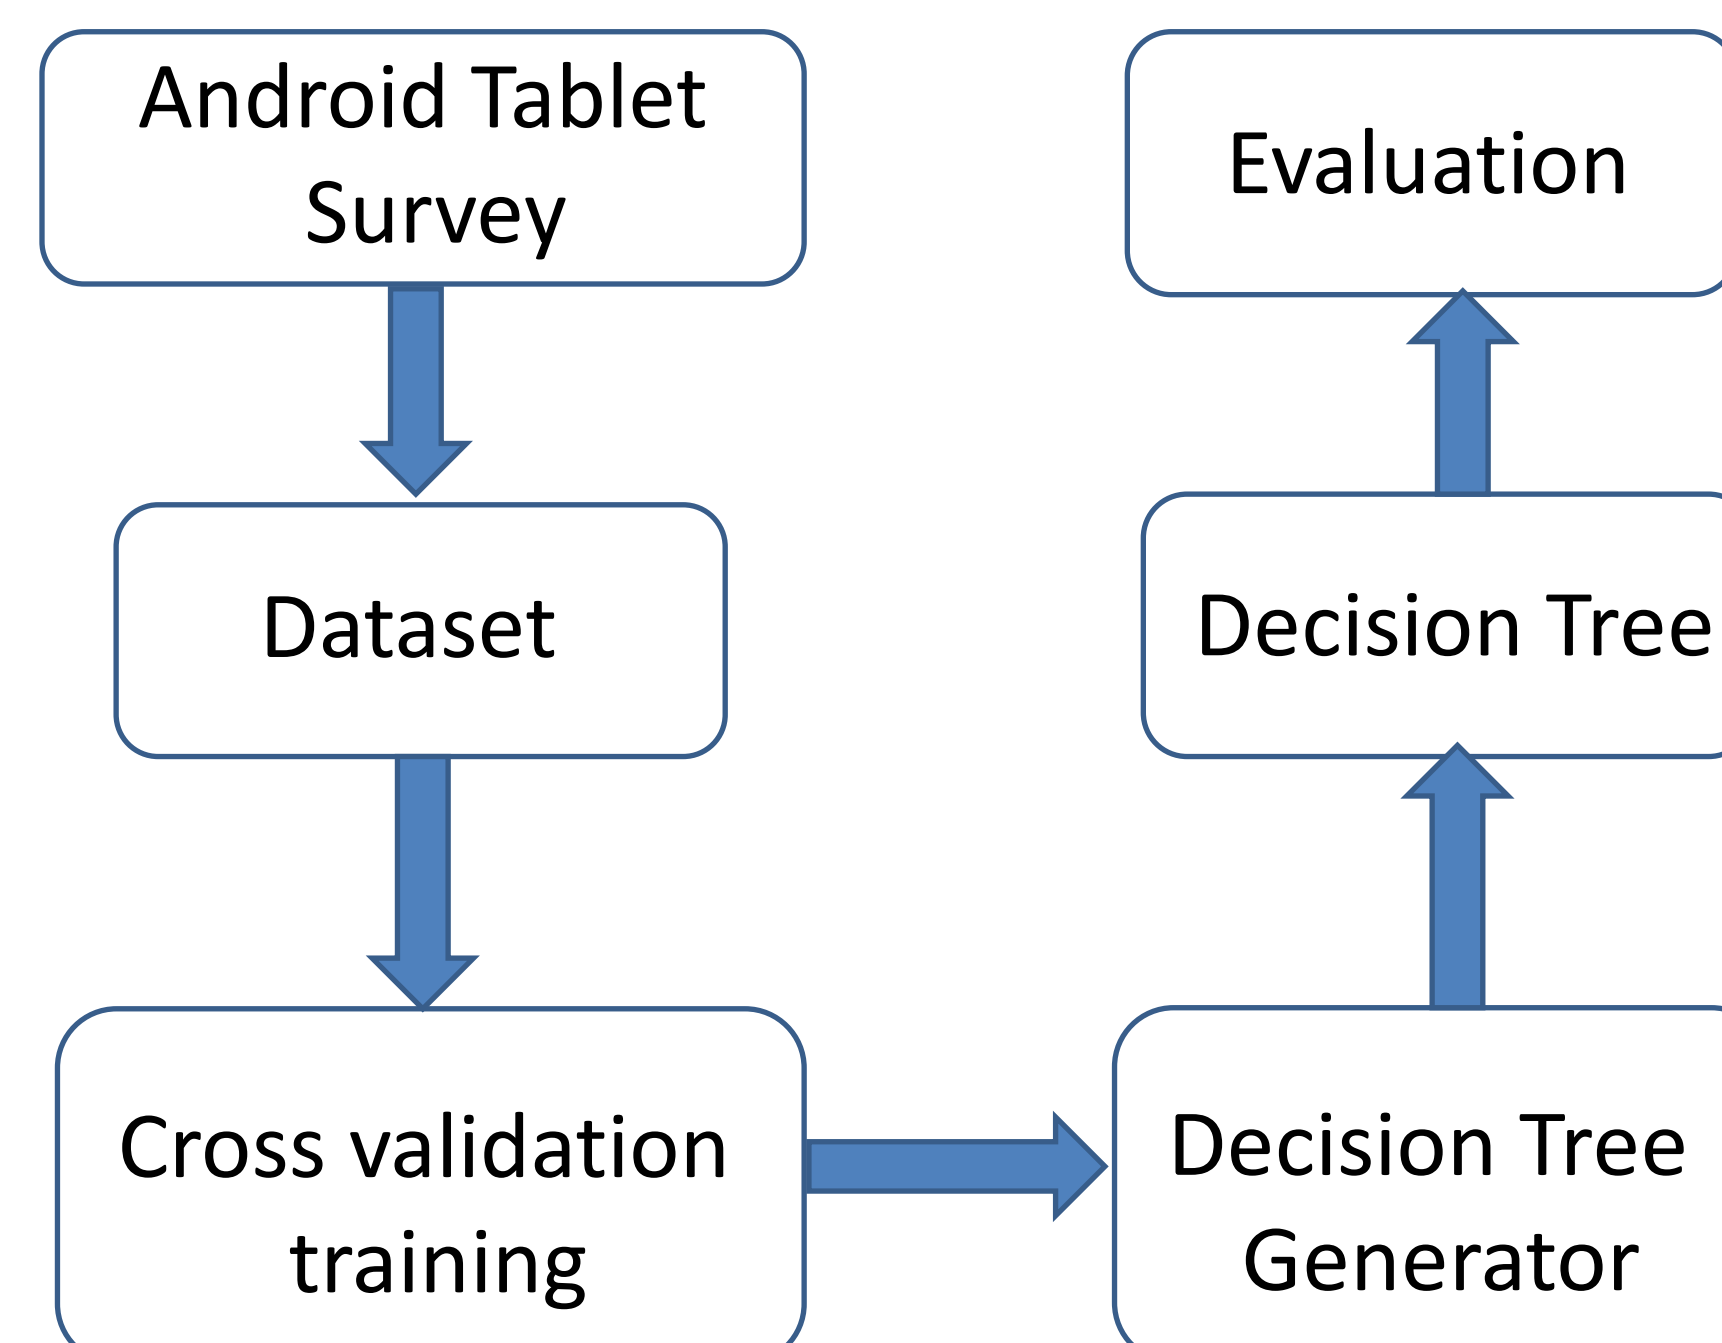 Android Tablet
Survey
Dataset
Cross validation
training
Decision Tree
Generator
Decision Tree
Evaluation